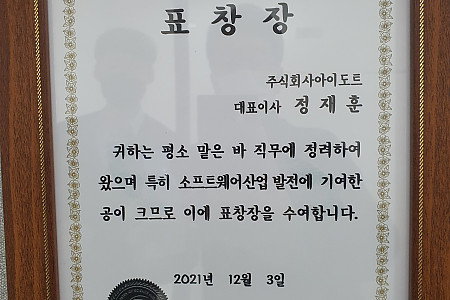 표창장
주식회사아이도트
대표이사 정재훈
귀하는 평소 말은 바 직무에 정력하여
왔으며 특히 소프트웨어산업 발전에 기여한
공이 크므로 이에 표창장을 수여합니다.
2021년 12월 3일